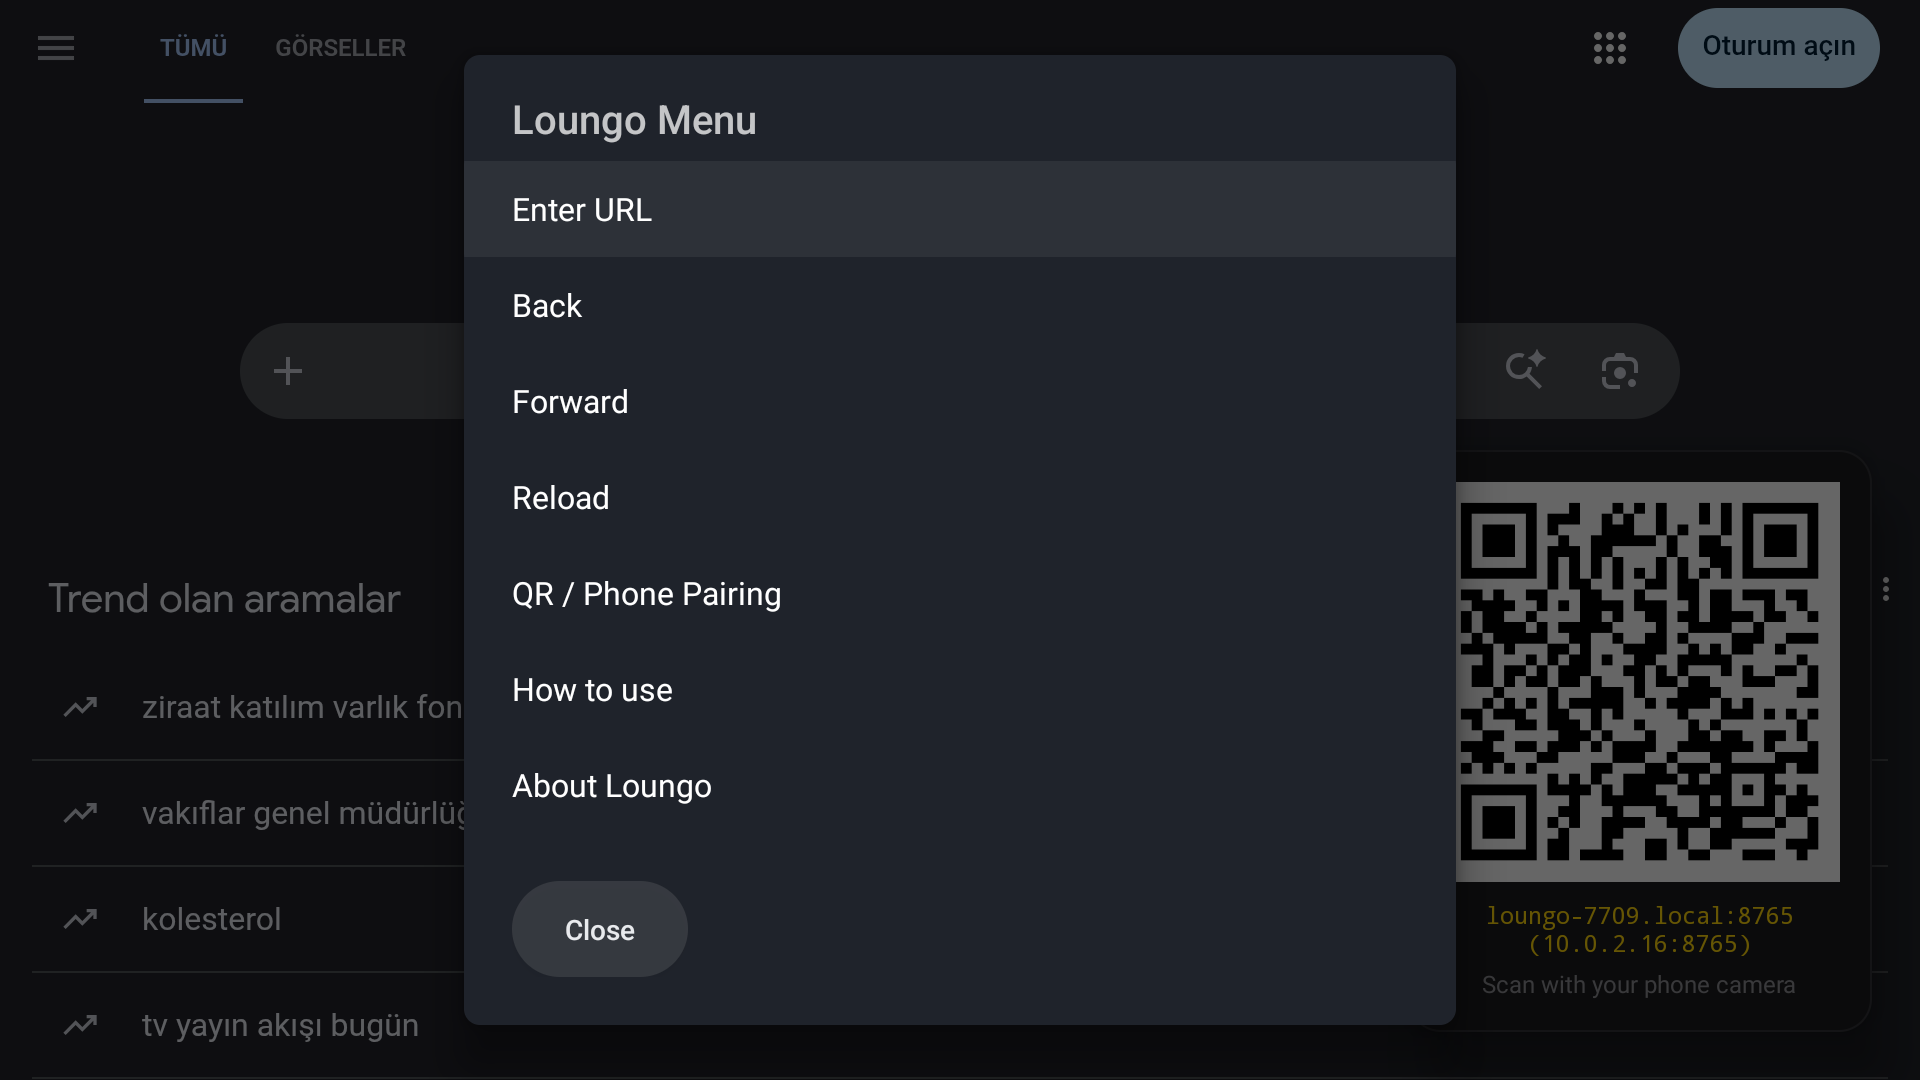 TÜMÜ
GÖRSELLER
Oturum açın
Loungo Menu
Enter URL
Back
Forward
Reload
QR / Phone Pairing
How to use
About Loungo
Close
Trend olan aramalar
ziraat katılım varlık fon
vakıflar genel
kolesterol
tv yayın akışı bugün
loungo-7709.local:8765
(10.0.2.16:8765)
Scan with your phone camera